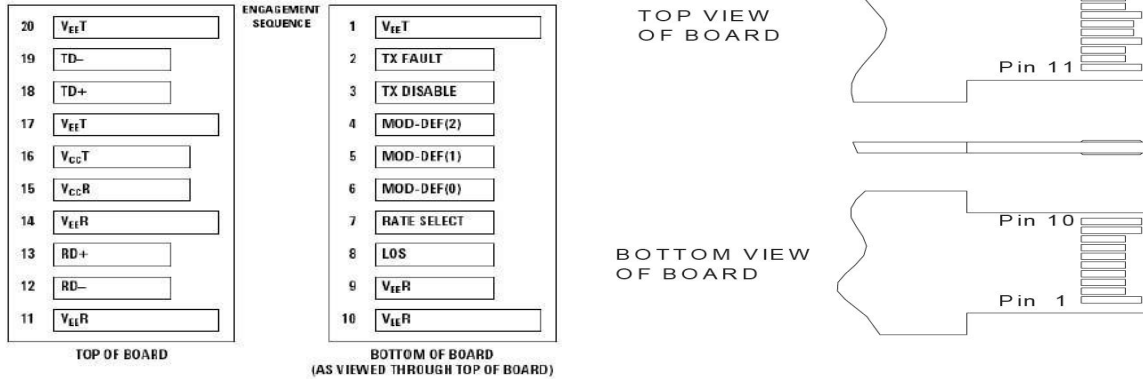 ENGAGEMENT
SEQUENCE
20 VEET
19 TD–
18 TD+
17 VEET
16 VCCT
15 VCCR
14 VEER
13 RD+
12 RD–
11 VEER
TOP OF BOARD
1 VEET
2 TX FAULT
3 TX DISABLE
4 MOD-DEF(2)
5 MOD-DEF(1)
6 MOD-DEF(0)
7 RATE SELECT
8 LOS
9 VEER
10 VEER
BOTTOM OF BOARD
(AS VIEWED THROUGH TOP OF BOARD)
TOP VIEW
OF BOARD
Pin 11
BOTTOM VIEW
OF BOARD
Pin 10
Pin 1